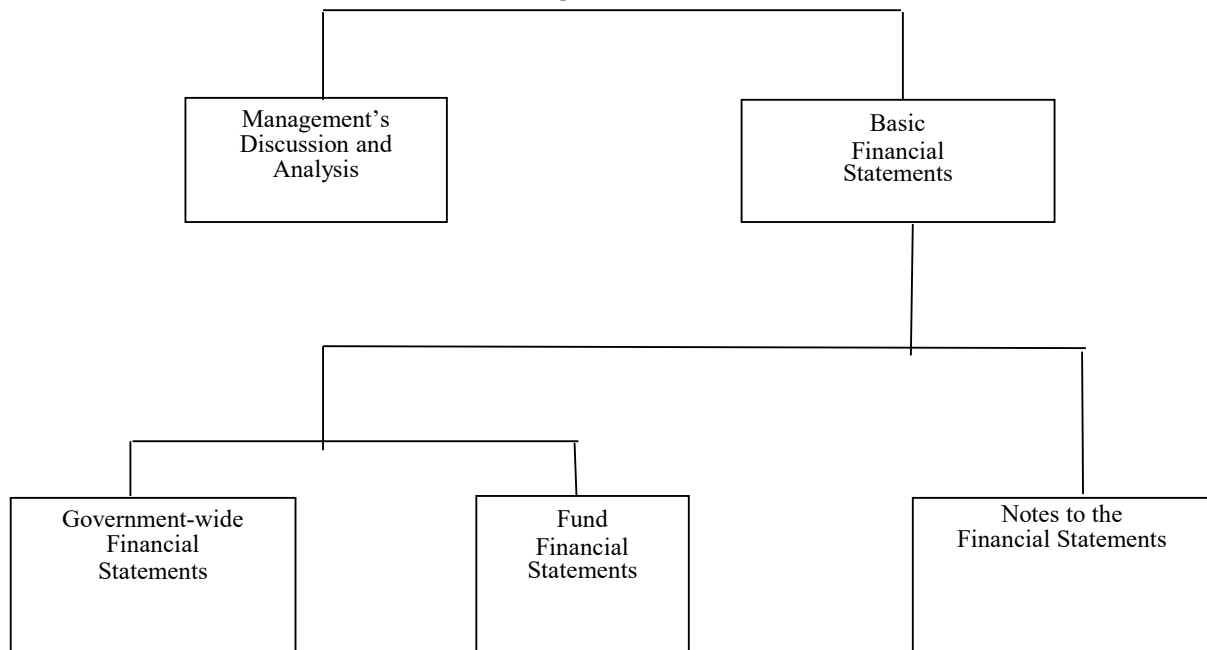 Management’s
Discussion and
Analysis
Basic
Financial
Statements
Government-wide
Financial
Statements
Fund
Financial
Statements
Notes to the
Financial Statements